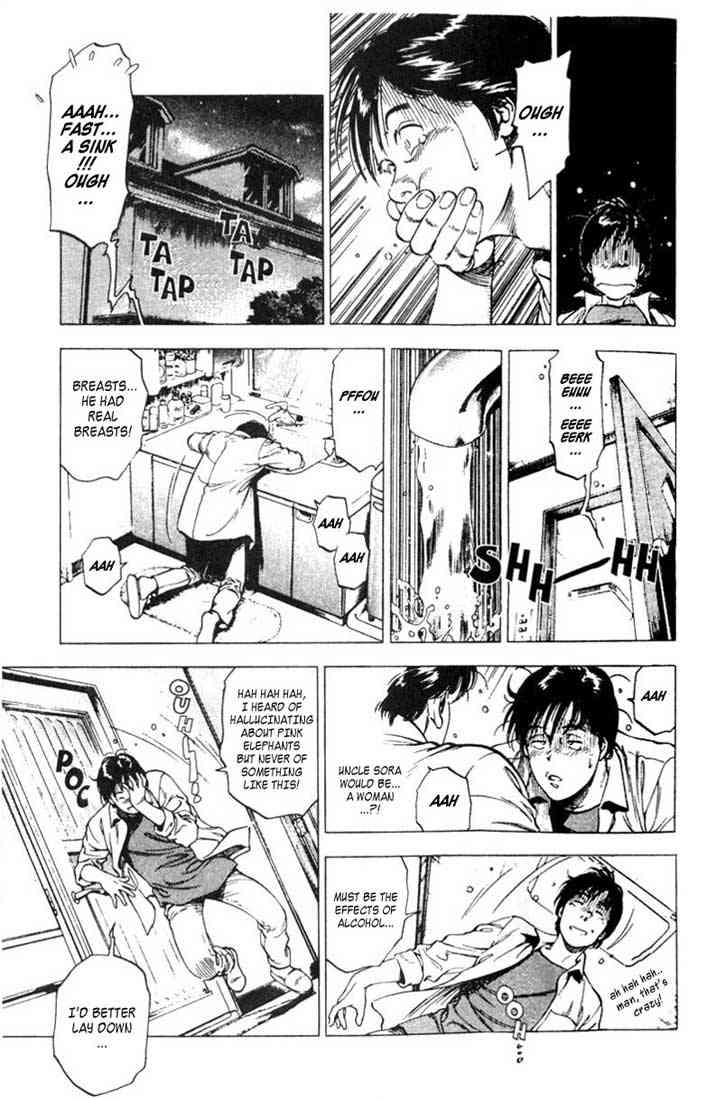 OUGH
...
AAAH...
FAST...
A SINK
!!!
OUGH
...
TA
TAP
TA
TAP
BEEE
EUUU
...
EEEE
EERK
...
HH
SHH
PFFOU
...
BREASTS...
HE HAD
REAL
BREASTS!
AAH
AAH
AAH
AAH
UNCLE SORA
WOULD BE...
A WOMAN
...?!
AAH
HAH HAH HAH,
I HEARD OF
HALLUCINATING
ABOUT PINK
ELEPHANTS
BUT NEVER OF
SOMETHING
LIKE THIS!
OUH!!!
POC
I'D BETTER
LAY DOWN
...
MUST BE THE
EFFECTS OF
ALCOHOL...
ah hah hah...
man, that's
crazy!
OOH
...